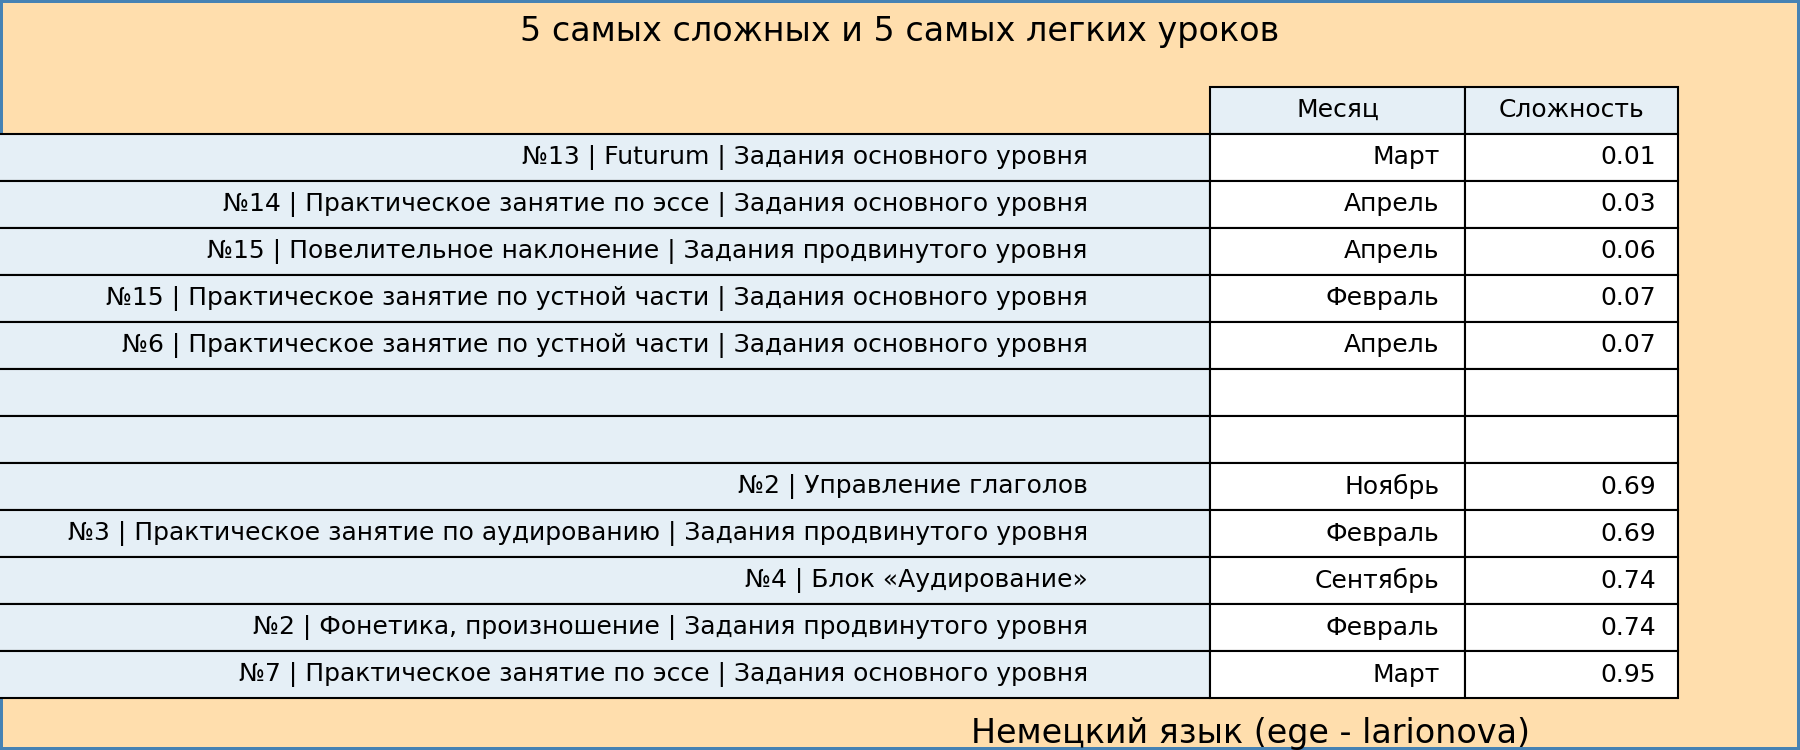 5 самых сложных и 5 самых легких уроков
Месяц Сложность
№13 | Futurum | Задания основного уровня Март 0.01
№14 | Практическое занятие по эссе | Задания основного уровня Апрель 0.03
№15 | Повелительное наклонение | Задания продвинутого уровня Апрель 0.06
№15 | Практическое занятие по устной части | Задания основного уровня Февраль 0.07
№6 | Практическое занятие по устной части | Задания основного уровня Апрель 0.07
№2 | Управление глаголов Ноябрь 0.69
№3 | Практическое занятие по аудированию | Задания продвинутого уровня Февраль 0.69
№4 | Блок «Аудирование» Сентябрь 0.74
№2 | Фонетика, произношение | Задания продвинутого уровня Февраль 0.74
№7 | Практическое занятие по эссе | Задания основного уровня Март 0.95
Немецкий язык (ege - larionova)